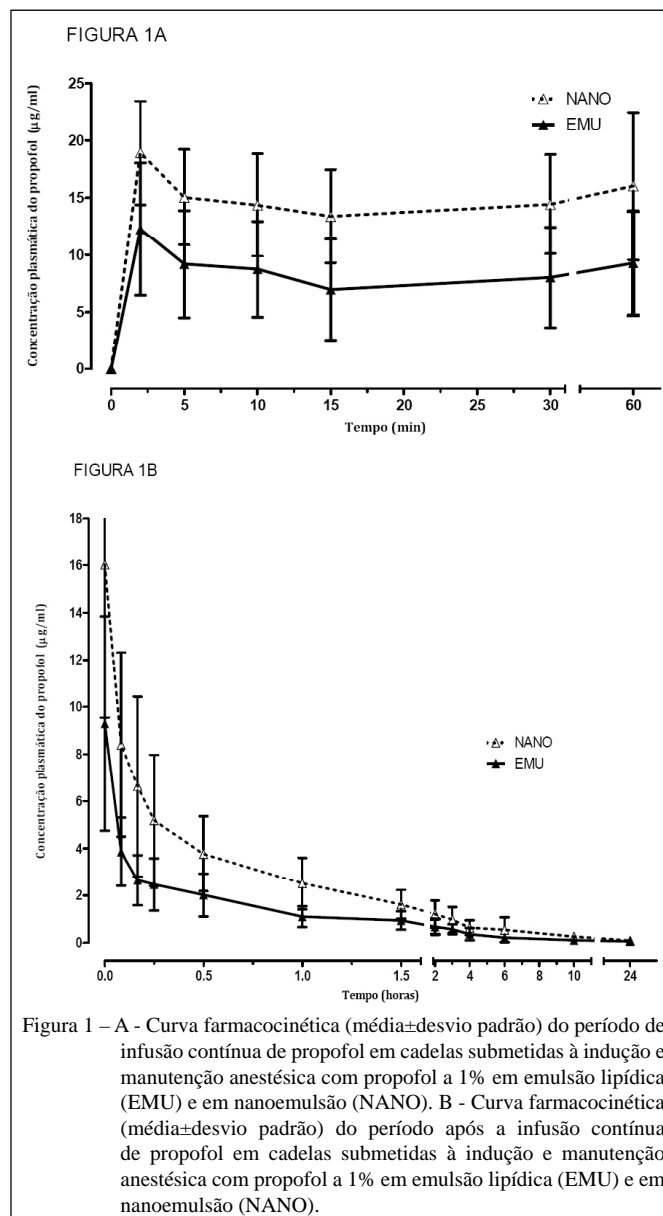 FIGURA 1A
Concentração plasmática do propofol (µg/ml)
25
20
15
10
5
0
NANO
EMU
0 5 10 15 20 25 30 60
Tempo (min)
FIGURA 1B
Concentração plasmática do propofol (µg/ml)
18
16
14
12
10
8
6
4
2
0
NANO
EMU
0.0 0.5 1.0 1.5 2 4 6 8 10 24
Tempo (horas)
Figura 1 – A - Curva farmacocinética (média±desvio padrão) do período de
infusão contínua de propofol em cadelas submetidas à indução e
manutenção anestésica com propofol a 1% em emulsão lipídica
(EMU) e em nanoemulsão (NANO). B - Curva farmacocinética
(média±desvio padrão) do período após a infusão contínua
de propofol em cadelas submetidas à indução e manutenção
anestésica com propofol a 1% em emulsão lipídica (EMU) e em
nanoemulsão (NANO).